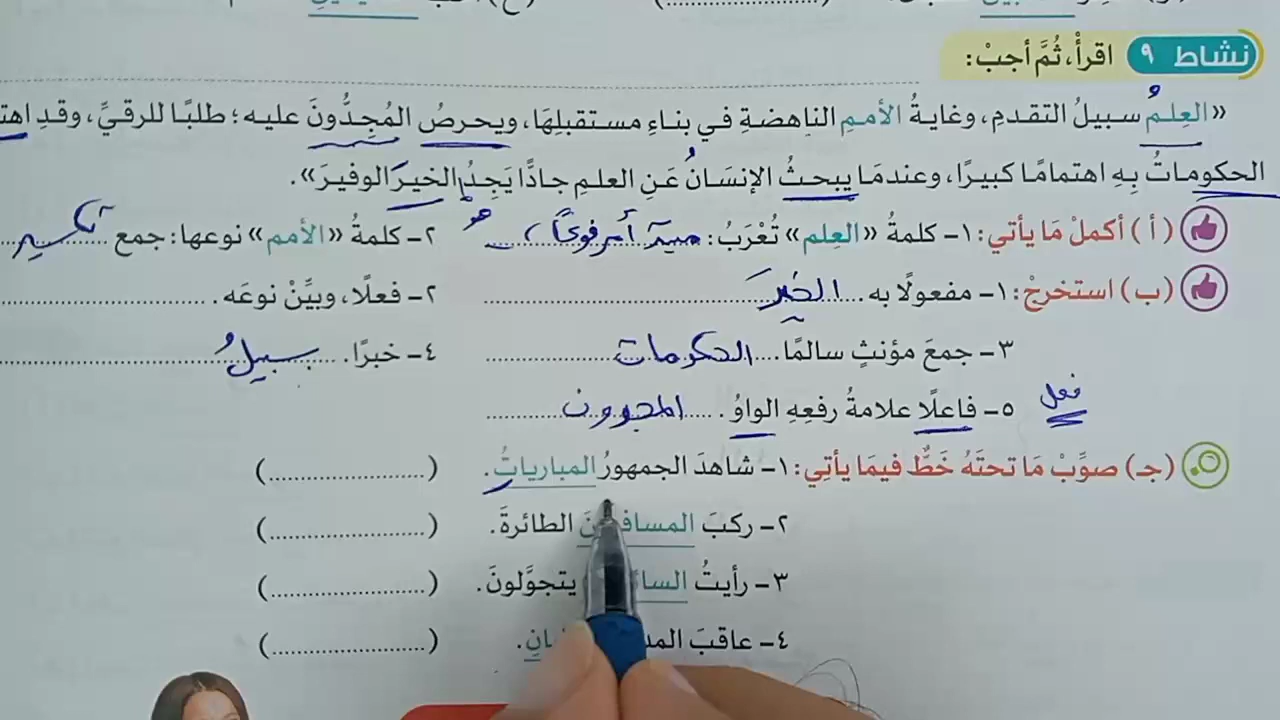 نشاط ٩ اقرأْ، ثُمَّ أجبْ:
«العِلمُ سبيلُ التقدمِ، وغايةُ الأممِ الناهضةِ في بناءِ مستقبلِهَا، ويحرصُ المُجِدُّونَ عليه؛ طلبًا للرقيِّ، وقدِ اهت
الحكوماتُ بِهِ اهتمامًا كبيرًا، وعندمَا يبحثُ الإنسَانُ عَنِ العلمِ جادًّا يَجِدُ الخيرَ الوفيرَ».
(أ) أكملْ مَا يأتي: ١- كلمةُ «العِلم» تُعْرَبُ: مبتدأ مرفوعًا ٢- كلمةُ «الأمم» نوعها: جمع تكسير
(ب) استخرجْ: ١- مفعولًا به الخيرَ ٢- فعلًا، وبيِّنْ نوعَه.
٣- جمعَ مؤنثٍ سالمًا الحكومات ٤- خبرًا. سبيلُ
٥- فاعلًا علامةُ رفعِهِ الواوُ. المجدون فعل
(جـ) صوِّبْ مَا تحتَهُ خَطٌّ فيمَا يأتِي: ١- شاهدَ الجمهورُ المبارياتُ. (....................)
٢- ركبَ الطائرةَ. (....................)
٣- رأيتُ يتجوَّلونَ. (....................)
٤- عاقبَ (....................)